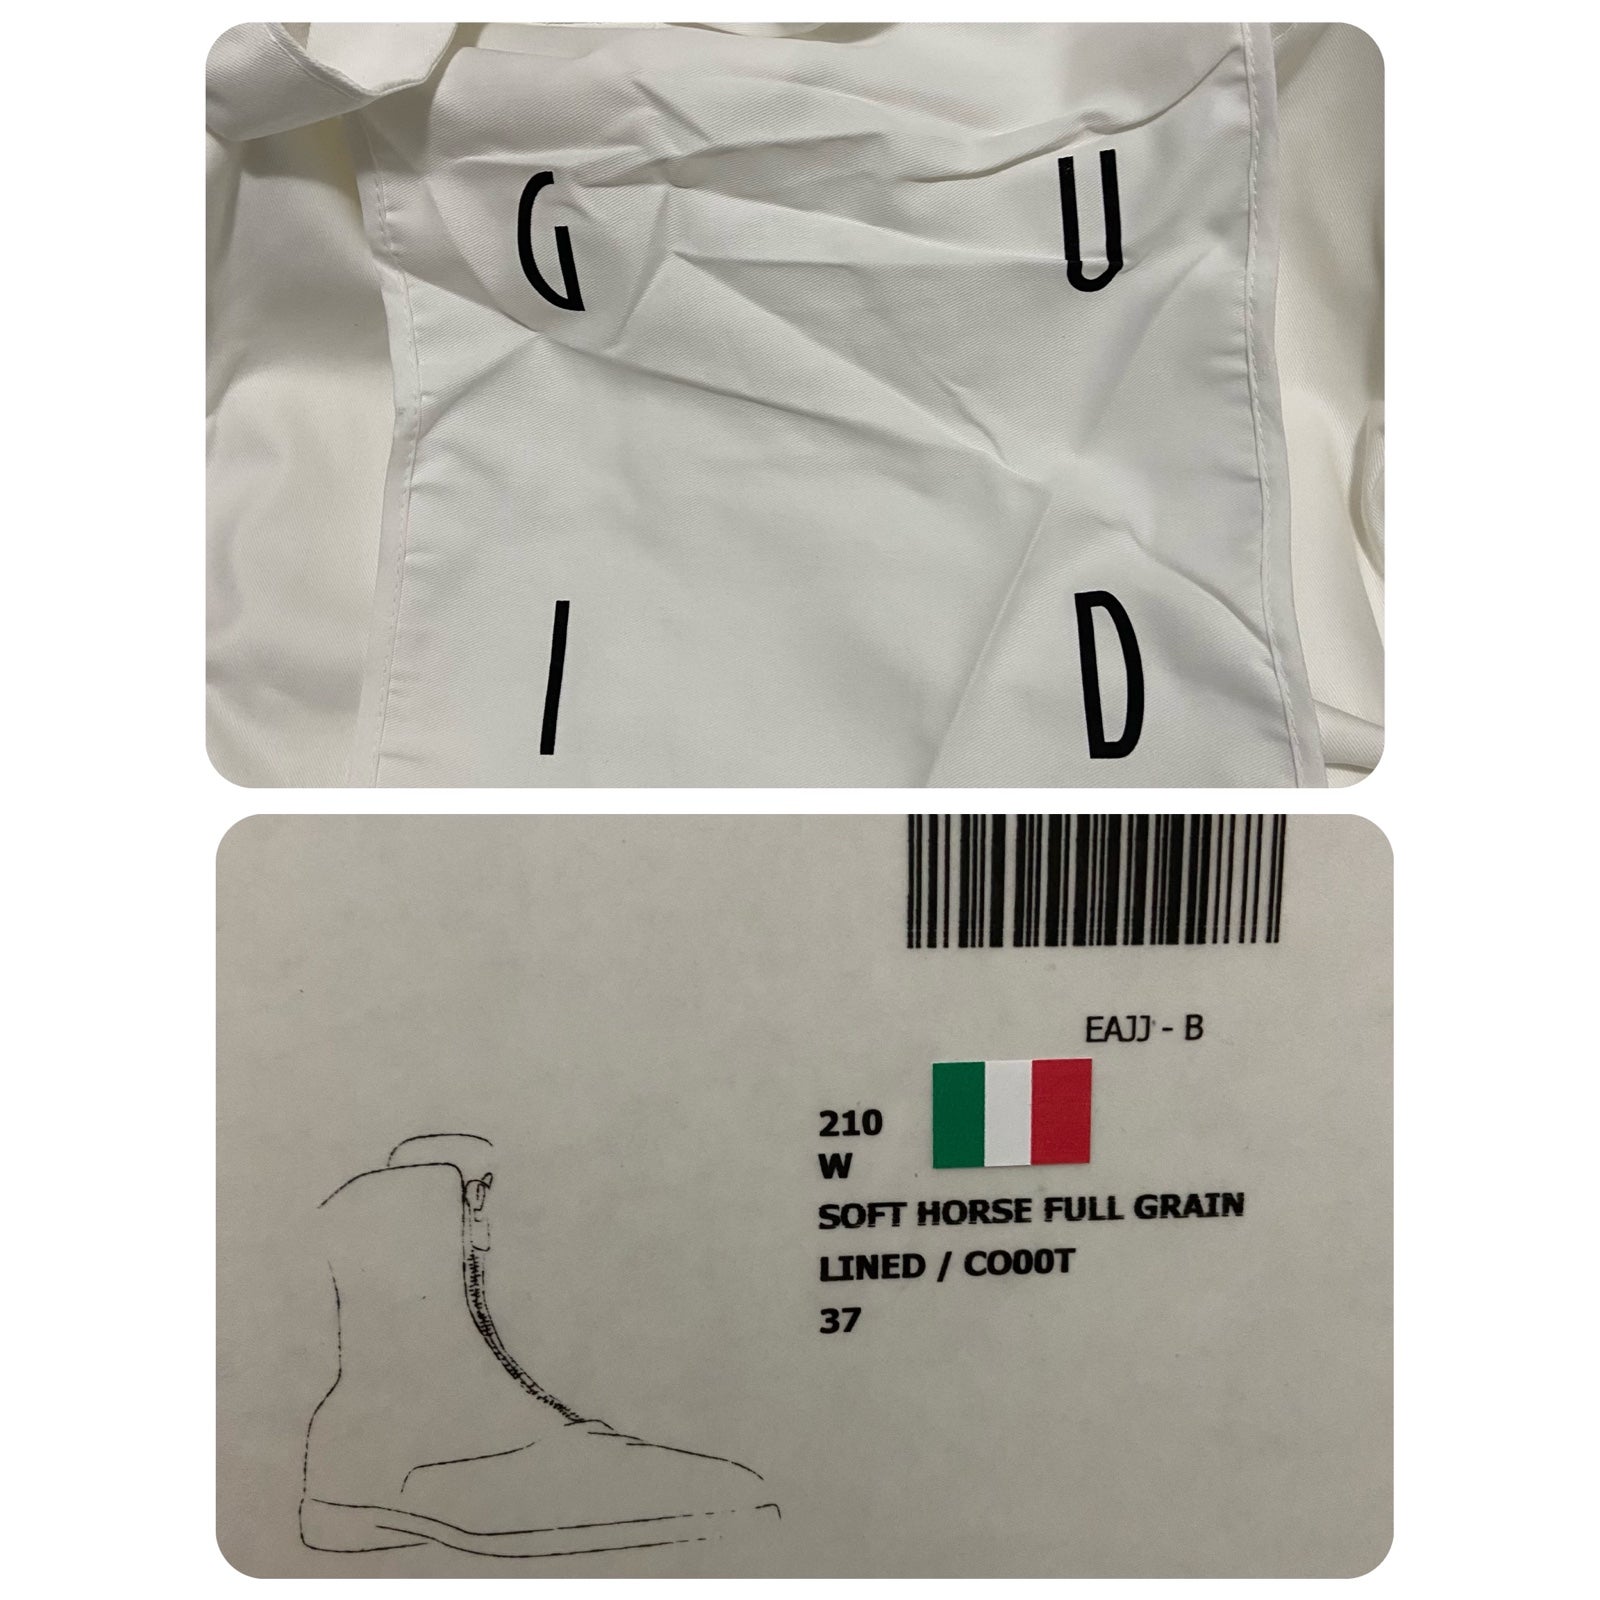 G U
I D
EAJJ - B
210
W
SOFT HORSE FULL GRAIN
LINED / CO00T
37